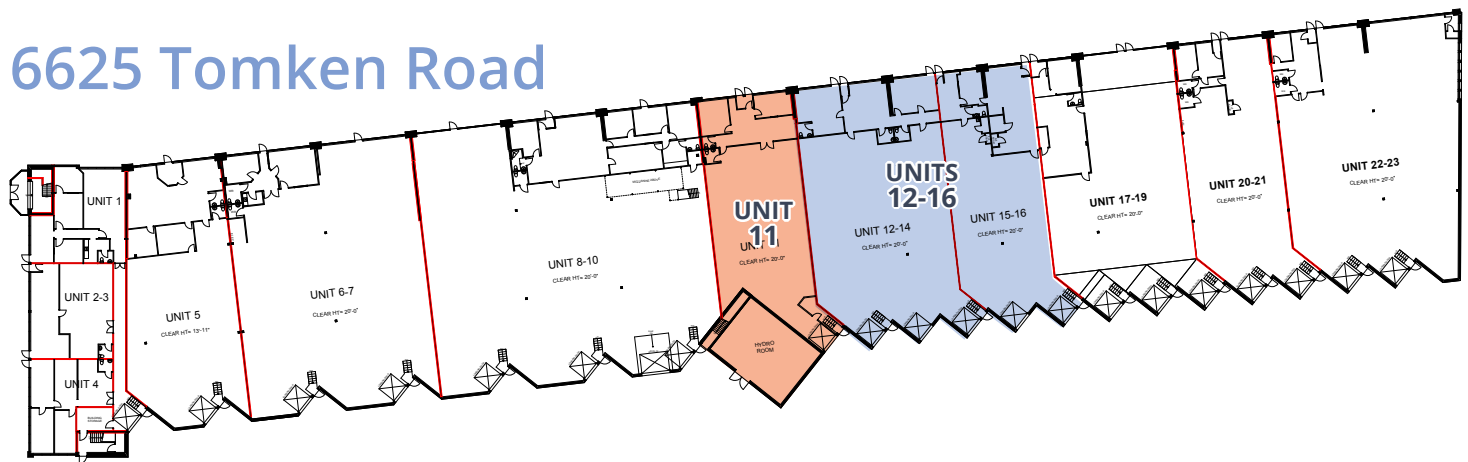 6625 Tomken Road
UNIT 1
UNIT 2-3
UNIT 4
UNIT 5
CLEAR HT= 13'-11"
UNIT 6-7
CLEAR HT= 20'-0"
UNIT 8-10
CLEAR HT= 20'-0"
UNIT
11
CLEAR HT= 20'-0"
HYDRO
ROOM
UNITS
12-16
UNIT 12-14
CLEAR HT= 20'-0"
UNIT 15-16
CLEAR HT= 20'-0"
UNIT 17-19
CLEAR HT= 20'-0"
UNIT 20-21
CLEAR HT= 20'-0"
UNIT 22-23
CLEAR HT= 20'-0"